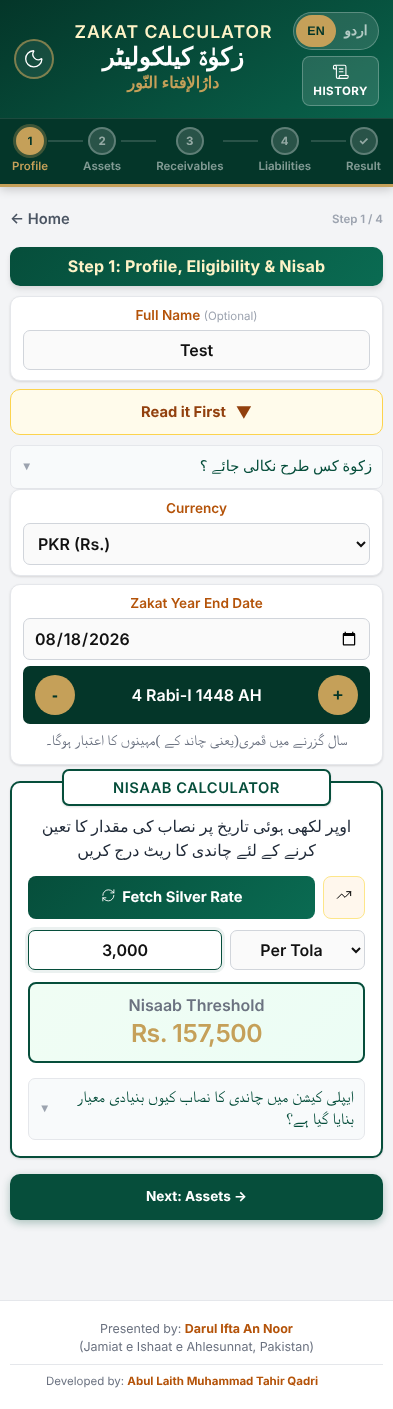 ZAKAT CALCULATOR
زکوٰۃ کیلکولیٹر
دارُالإفتاء النّور
EN
اردو
HISTORY
1
2
3
4
✓
Profile
Assets
Receivables
Liabilities
Result
← Home
Step 1 / 4
Step 1: Profile, Eligibility & Nisab
Full Name (Optional)
Test
Read it First ▼
زکوۃ کس طرح نکالی جائے ؟
▼
Currency
PKR (Rs.)
Zakat Year End Date
08/18/2026
-
4 Rabi-I 1448 AH
+
سال گزرنے میں قمری(یعنی چاند کے )مہینوں کا اعتبار ہوگا۔
NISAAB CALCULATOR
اوپر لکھی ہوئی تاریخ پر نصاب کی مقدار کا تعین
کرنے کے لئے چاندی کا ریٹ درج کریں
Fetch Silver Rate
3,000
Per Tola
Nisaab Threshold
Rs. 157,500
ایپلی کیشن میں چاندی کا نصاب کیوں بنیادی معیار
بنایا گیا ہے؟
▼
Next: Assets →
Presented by: Darul Ifta An Noor
(Jamiat e Ishaat e Ahlesunnat, Pakistan)
Developed by: Abul Laith Muhammad Tahir Qadri